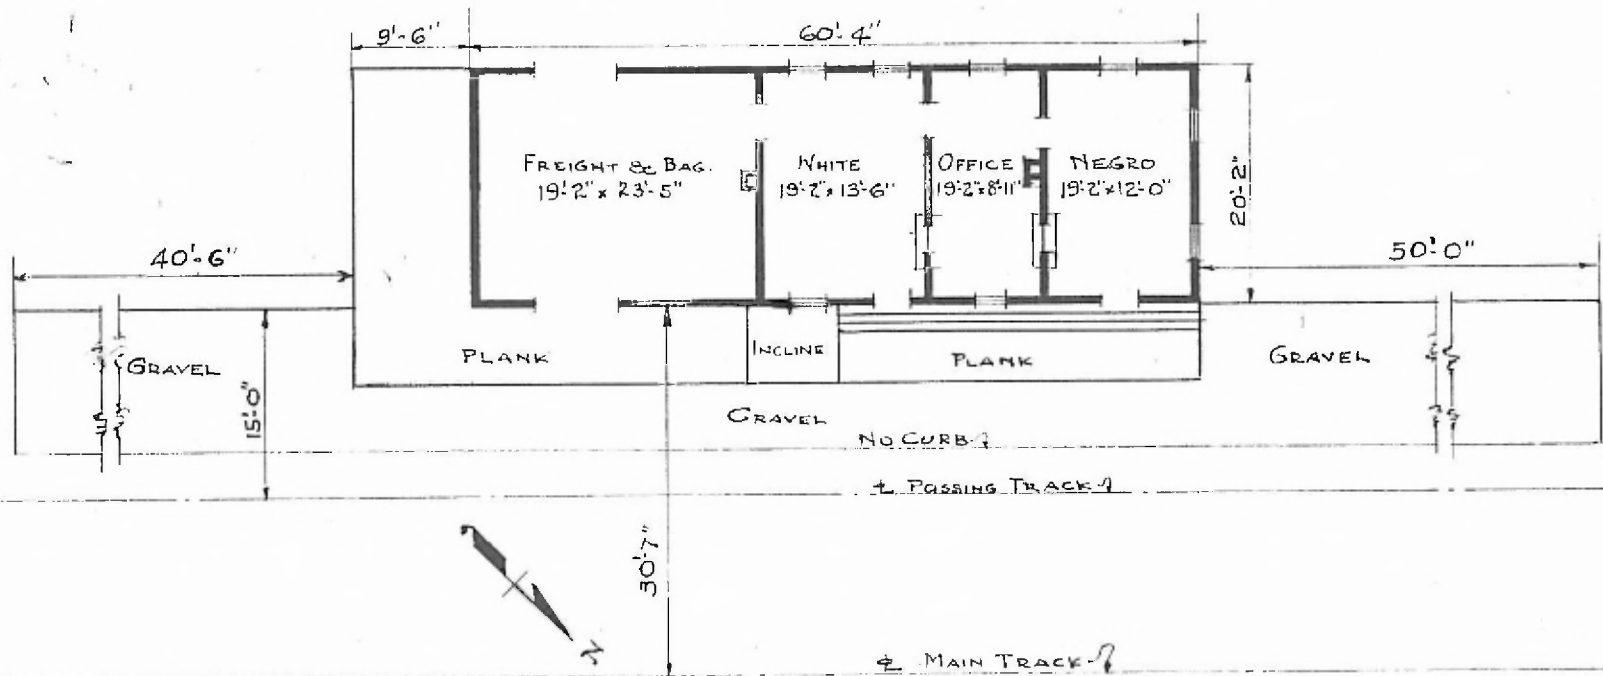 9'-6"
60'-4"
FREIGHT & BAG.
19'-2" x 23'-5"
WHITE
19'-2" x 13'-6"
OFFICE
19'-2" x 8'-11"
NEGRO
19'-2" x 12'-0"
20'-2"
40'-6"
50'-0"
GRAVEL
PLANK
INCLINE
PLANK
GRAVEL
15'-0"
GRAVEL
NO CURB
℄ PASSING TRACK
30'-7"
N
℄ MAIN TRACK